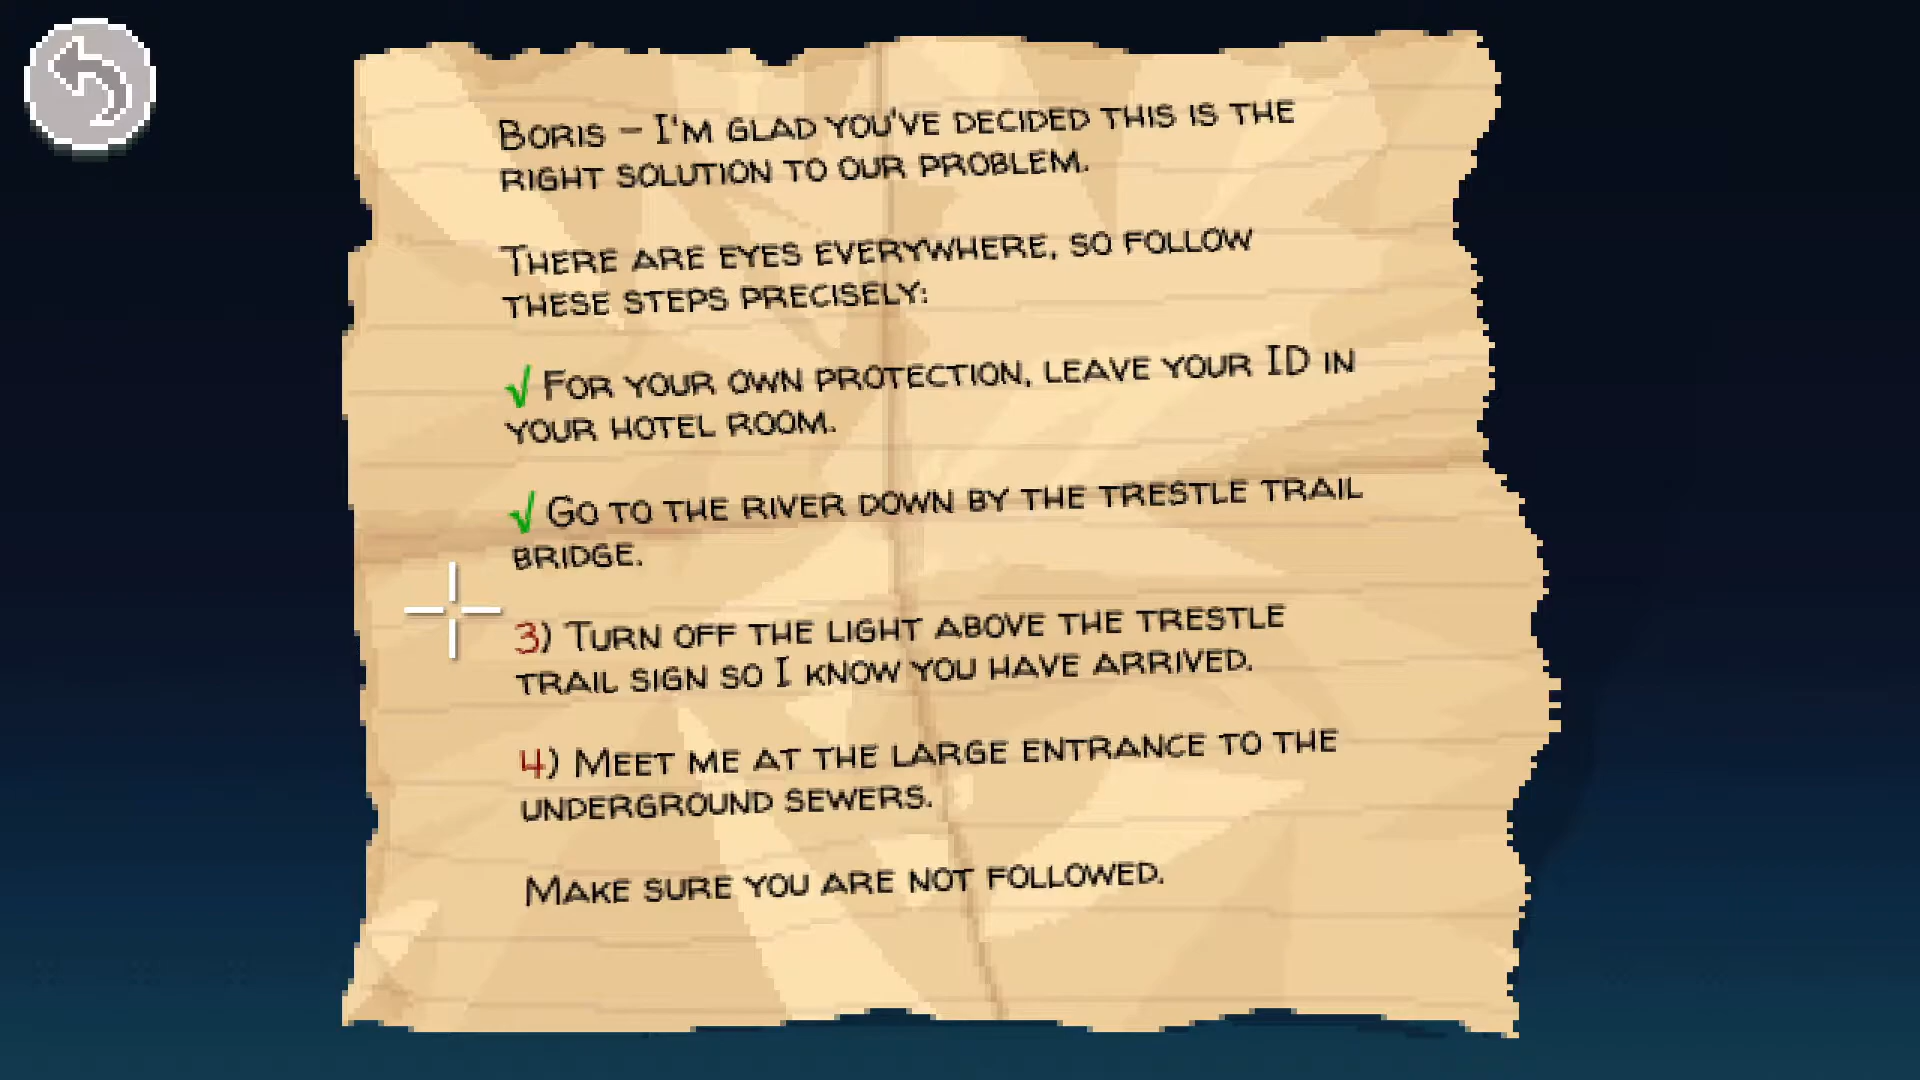 Boris – I'm glad you've decided this is the
right solution to our problem.
There are eyes everywhere, so follow
these steps precisely:
√ For your own protection, leave your ID in
your hotel room.
√ Go to the river down by the trestle trail
bridge.
3) Turn off the light above the trestle
trail sign so I know you have arrived.
4) Meet me at the large entrance to the
underground sewers.
Make sure you are not followed.